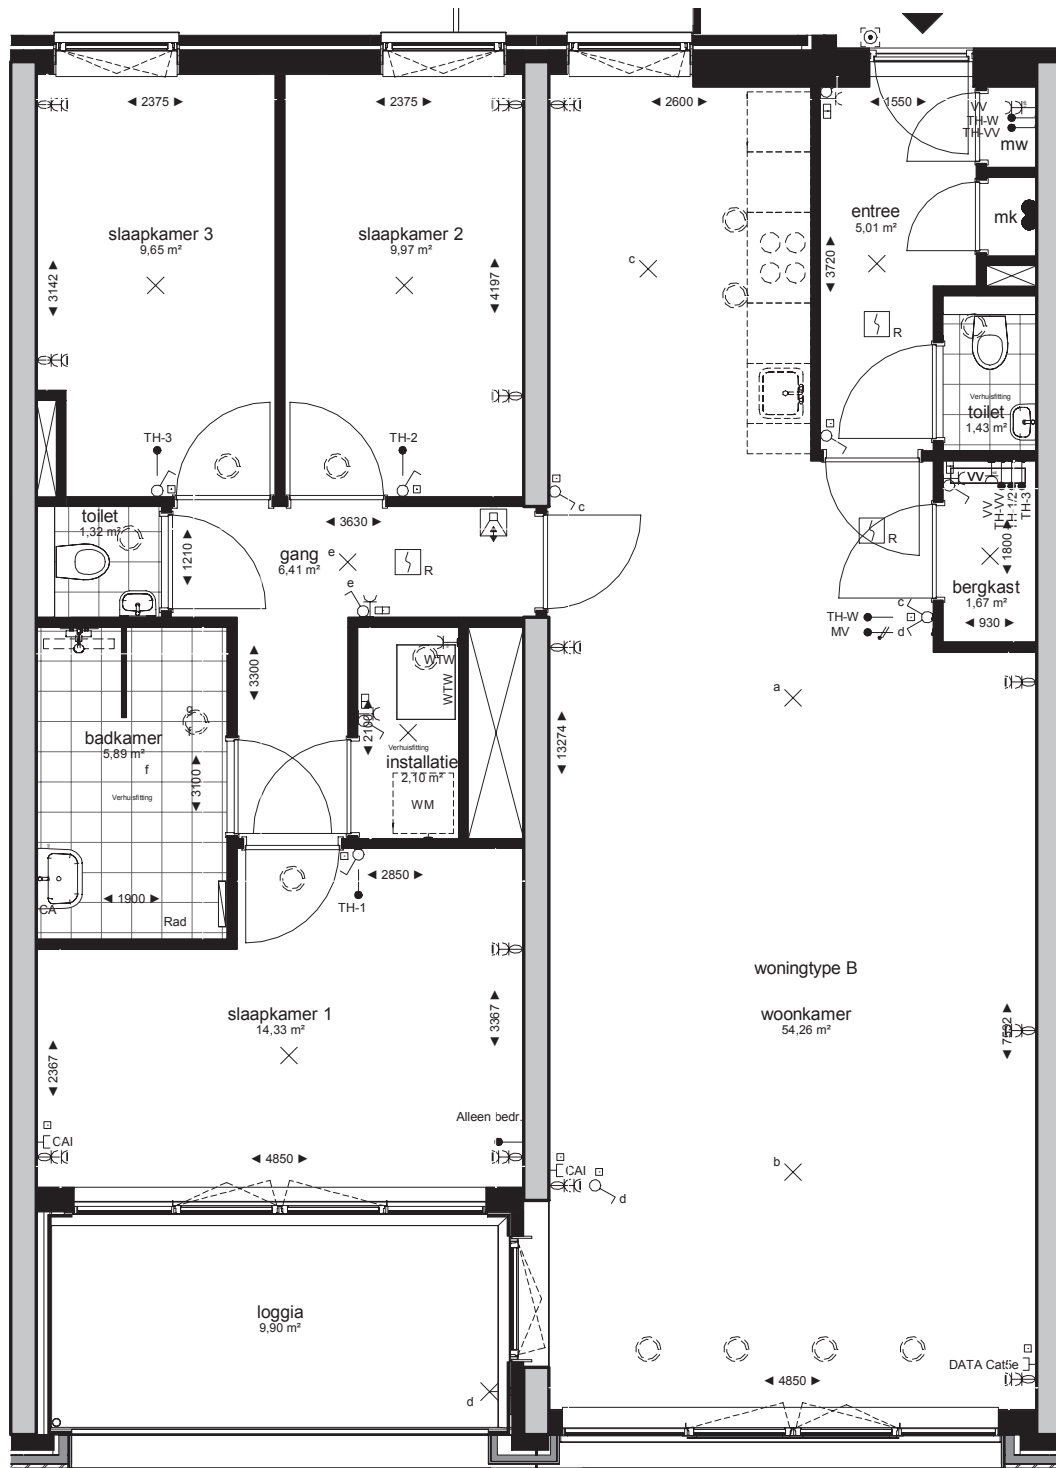 2375
2375
2600
1550
VV
TH-W
TH-VV
mw
slaapkamer 3
9,65 m²
slaapkamer 2
9,97 m²
c
entree
5,01 m²
mk
3142
4197
3720
R
Verhuisfitting
toilet
1,43 m²
TH-3
TH-2
c
VV
VV
TH-VV
TH-1/2
TH-3
toilet
1,32 m²
1210
3630
gang
6,41 m²
e
e
R
R
1800
bergkast
1,67 m²
930
c
TH-W
MV
d
3300
WTW
WTW
a
badkamer
5,89 m²
f
3100
Verhuisfitting
2100
Verhuisfitting
installatie
2,10 m²
WM
13274
1900
CA
Rad
2850
TH-1
woningtype B
slaapkamer 1
14,33 m²
woonkamer
54,26 m²
3367
2367
Alleen bedr.
CAI
4850
CAI
d
b
loggia
9,90 m²
d
DATA Cat5e
4850